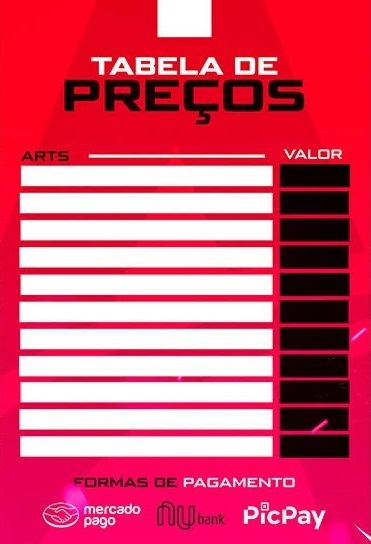 TABELA DE
PREÇOS
ARTS VALOR
FORMAS DE PAGAMENTO
mercado
pago
nu bank
PicPay